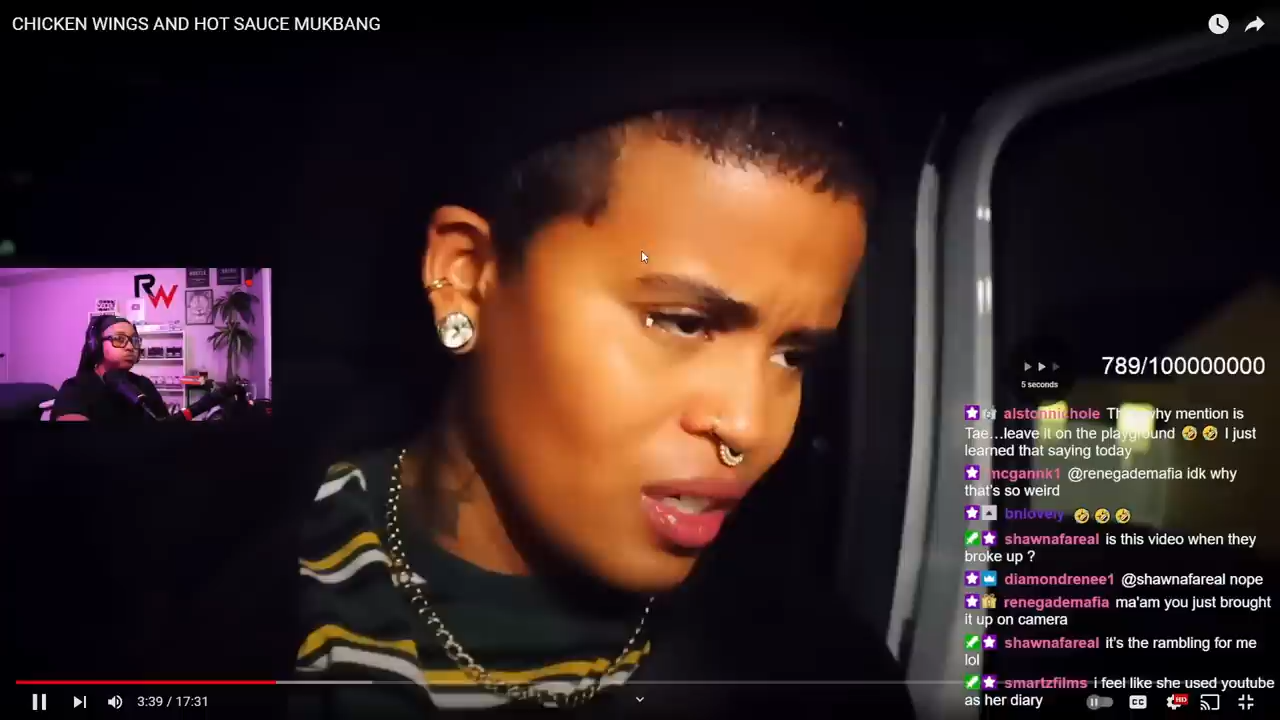 CHICKEN WINGS AND HOT SAUCE MUKBANG
RW
5 seconds
789/100000000
alstonnichole why mention is
Tae...leave it on the playground 🤣 🤣 I just
learned that saying today
mcgannk1 @renegademafia idk why
that's so weird
bnlovely 🤣 🤣 🤣
shawnafareal is this video when they
broke up ?
diamondrenee1 @shawnafareal nope
renegademafia ma'am you just brought
it up on camera
shawnafareal it's the rambling for me
lol
smartzfilms i feel like she used youtube
as her diary
3:39 / 17:31
CC
HD